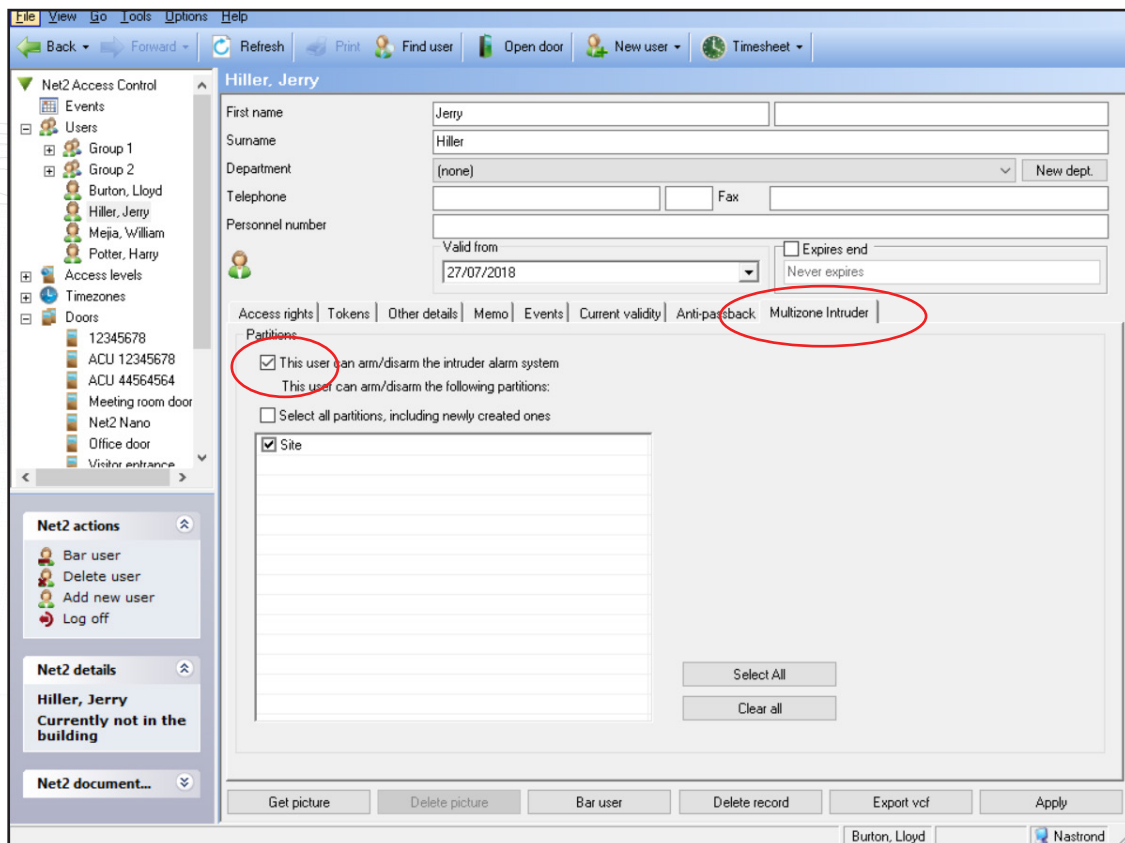 File View Go Tools Options Help
Back Forward Refresh Print Find user Open door New user Timesheet
Net2 Access Control
Events
Users
Group 1
Group 2
Burton, Lloyd
Hiller, Jerry
Mejia, William
Potter, Harry
Access levels
Timezones
Doors
12345678
ACU 12345678
ACU 44564564
Meeting room door
Net2 Nano
Office door
Visitor entrance
Net2 actions
Bar user
Delete user
Add new user
Log off
Net2 details
Hiller, Jerry
Currently not in the
building
Net2 document...
Hiller, Jerry
First name Jerry
Surname Hiller
Department (none) New dept.
Telephone Fax
Personnel number
Valid from Expires end
27/07/2018 Never expires
Access rights Tokens Other details Memo Events Current validity Anti-passback Multizone Intruder
Partitions
This user can arm/disarm the intruder alarm system
This user can arm/disarm the following partitions:
Select all partitions, including newly created ones
Site
Select All
Clear all
Get picture Delete picture Bar user Delete record Export vcf Apply
Burton, Lloyd Nastrond